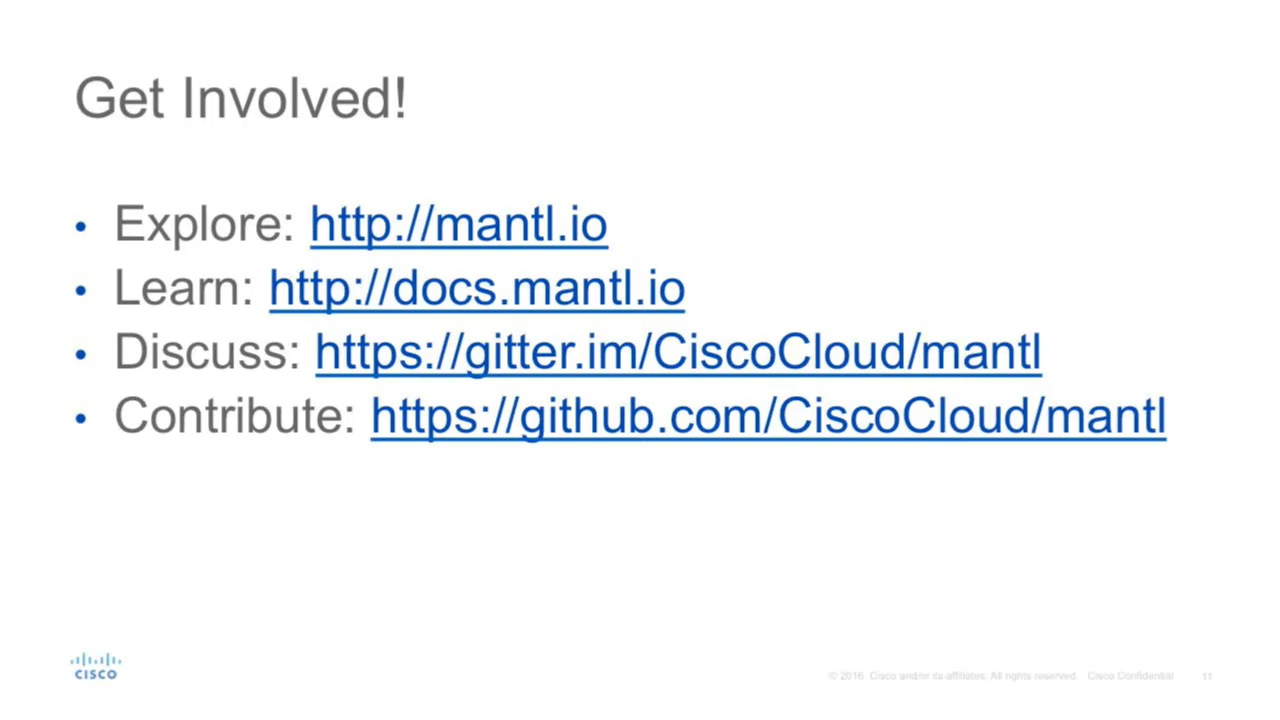 Get Involved!
• Explore: http://mantl.io
• Learn: http://docs.mantl.io
• Discuss: https://gitter.im/CiscoCloud/mantl
• Contribute: https://github.com/CiscoCloud/mantl
CISCO
© 2016 Cisco and/or its affiliates. All rights reserved. Cisco Confidential 11